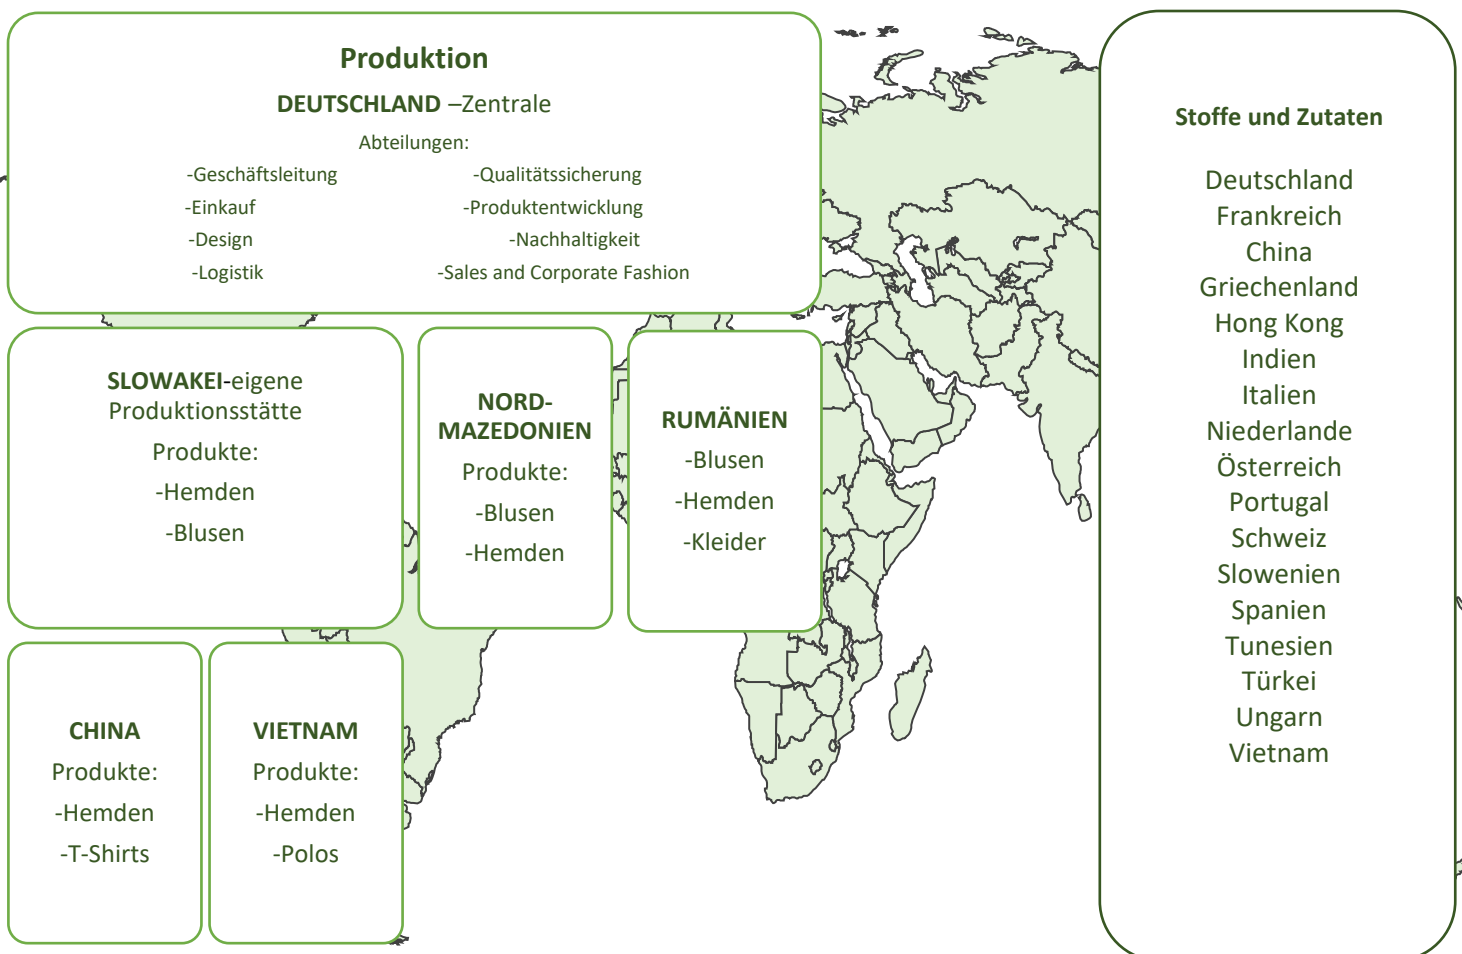 Produktion
DEUTSCHLAND –Zentrale
Abteilungen:
-Geschäftsleitung
-Qualitätssicherung
-Einkauf
-Produktentwicklung
-Design
-Nachhaltigkeit
-Logistik
-Sales and Corporate Fashion
SLOWAKEI-eigene
Produktionsstätte
Produkte:
-Hemden
-Blusen
NORD-
MAZEDONIEN
Produkte:
-Blusen
-Hemden
RUMÄNIEN
-Blusen
-Hemden
-Kleider
CHINA
Produkte:
-Hemden
-T-Shirts
VIETNAM
Produkte:
-Hemden
-Polos
Stoffe und Zutaten
Deutschland
Frankreich
China
Griechenland
Hong Kong
Indien
Italien
Niederlande
Österreich
Portugal
Schweiz
Slowenien
Spanien
Tunesien
Türkei
Ungarn
Vietnam